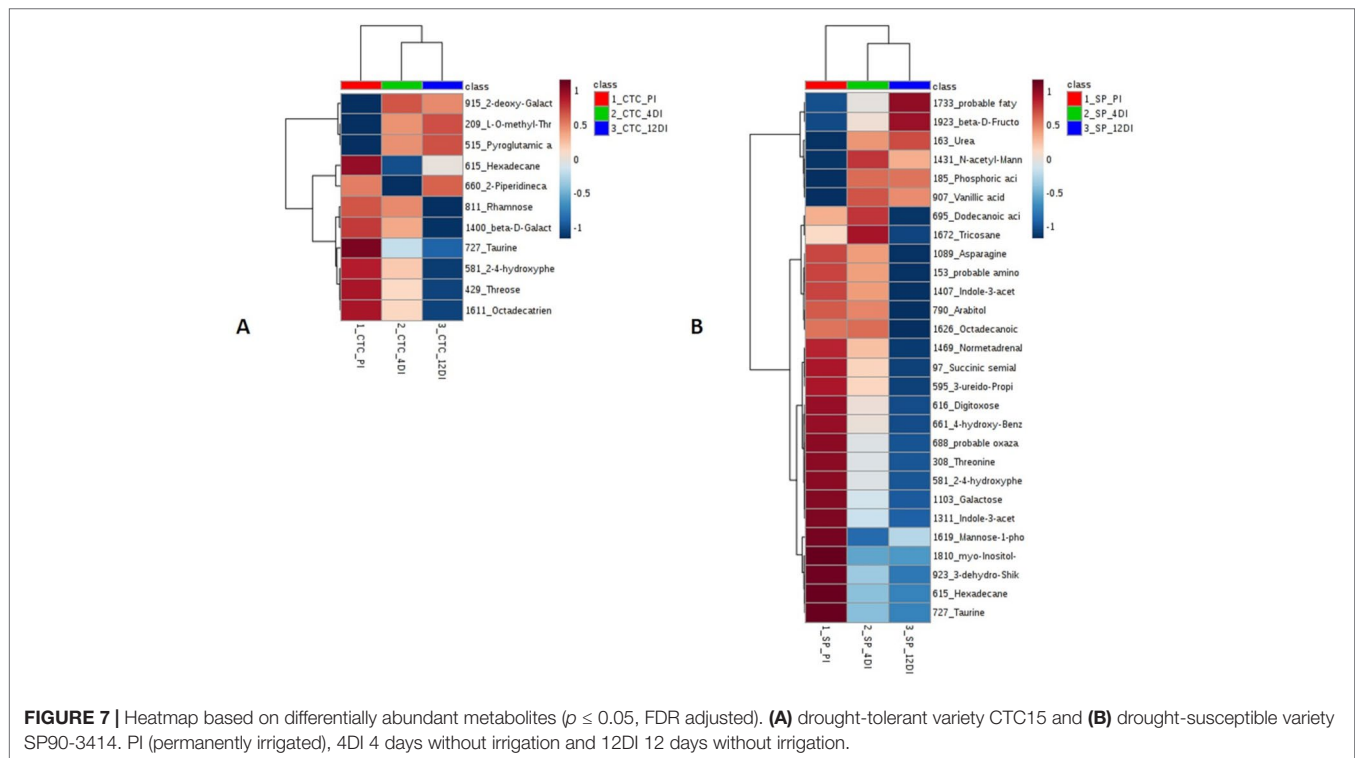 class
915_2-deoxy-Galact
209_L-O-methyl-Thr
515_Pyroglutamic a
615_Hexadecane
660_2-Piperidineca
811_Rhamnose
1400_beta-D-Galact
727_Taurine
581_2-4-hydroxyphe
429_Threose
1611_Octadecatrien
1_CTC_PI
2_CTC_4DI
3_CTC_12DI
1
0.5
0
-0.5
-1
class
1_CTC_PI
2_CTC_4DI
3_CTC_12DI
A
class
1733_probable faty
1923_beta-D-Fructo
163_Urea
1431_N-acetyl-Mann
185_Phosphoric aci
907_Vanillic acid
695_Dodecanoic aci
1672_Tricosane
1089_Asparagine
153_probable amino
1407_Indole-3-acet
790_Arabitol
1626_Octadecanoic
1469_Normetadrenal
97_Succinic semial
595_3-ureido-Propi
616_Digitoxose
661_4-hydroxy-Benz
688_probable oxaza
308_Threonine
581_2-4-hydroxyphe
1103_Galactose
1311_Indole-3-acet
1619_Mannose-1-pho
1810_myo-Inositol-
923_3-dehydro-Shik
615_Hexadecane
727_Taurine
1_SP_PI
2_SP_4DI
3_SP_12DI
1
0.5
0
-0.5
-1
class
1_SP_PI
2_SP_4DI
3_SP_12DI
B
FIGURE 7 | Heatmap based on differentially abundant metabolites (p ≤ 0.05, FDR adjusted). (A) drought-tolerant variety CTC15 and (B) drought-susceptible variety
SP90-3414. PI (permanently irrigated), 4DI 4 days without irrigation and 12DI 12 days without irrigation.